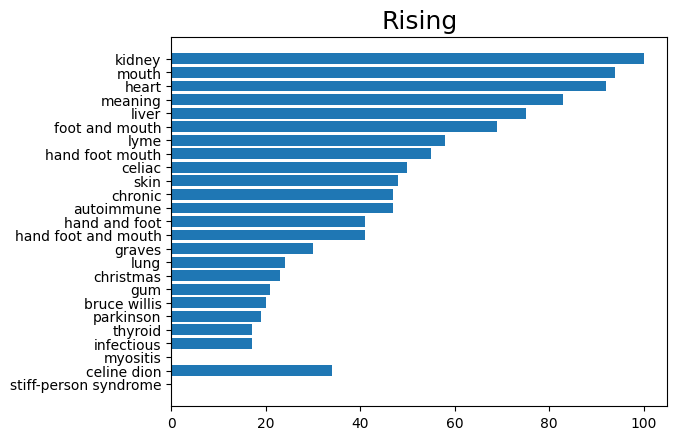 Rising
kidney
mouth
heart
meaning
liver
foot and mouth
lyme
hand foot mouth
celiac
skin
chronic
autoimmune
hand and foot
hand foot and mouth
graves
lung
christmas
gum
bruce willis
parkinson
thyroid
infectious
myositis
celine dion
stiff-person syndrome
0 20 40 60 80 100